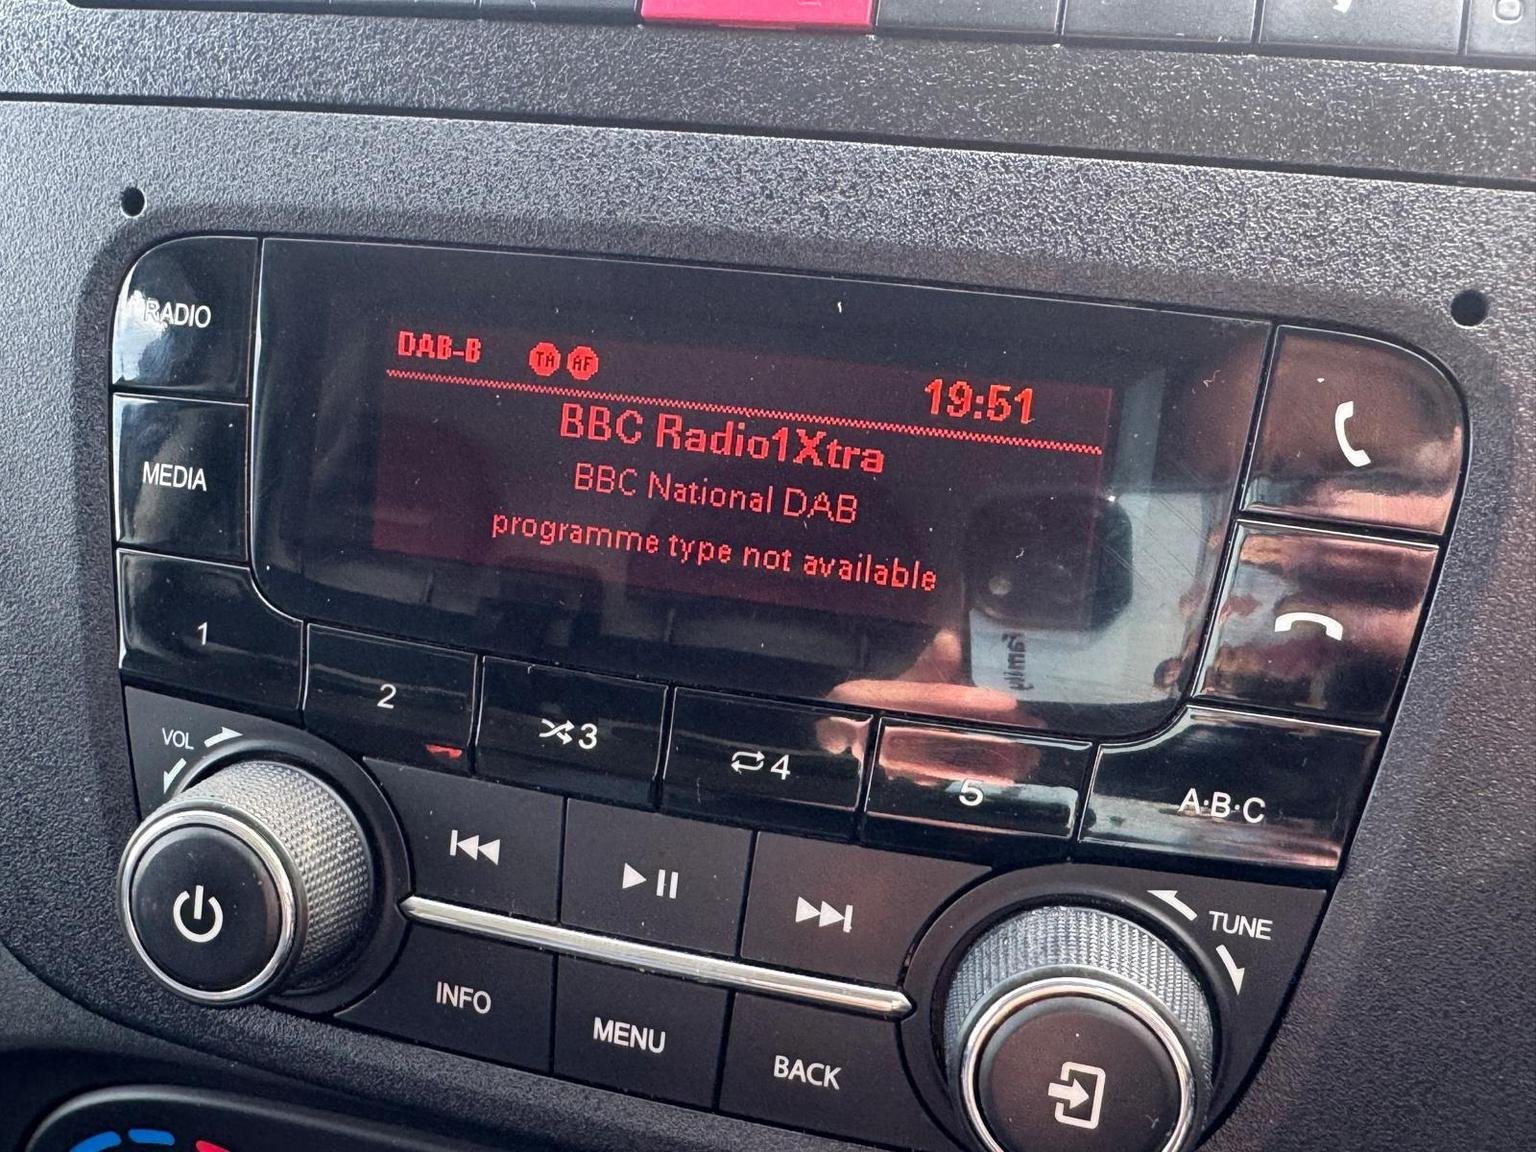 RADIO
MEDIA
DAB-B TA AF 19:51
BBC Radio1Xtra
BBC National DAB
programme type not available
1
2
3
4
5
A·B·C
VOL
TUNE
INFO
MENU
BACK